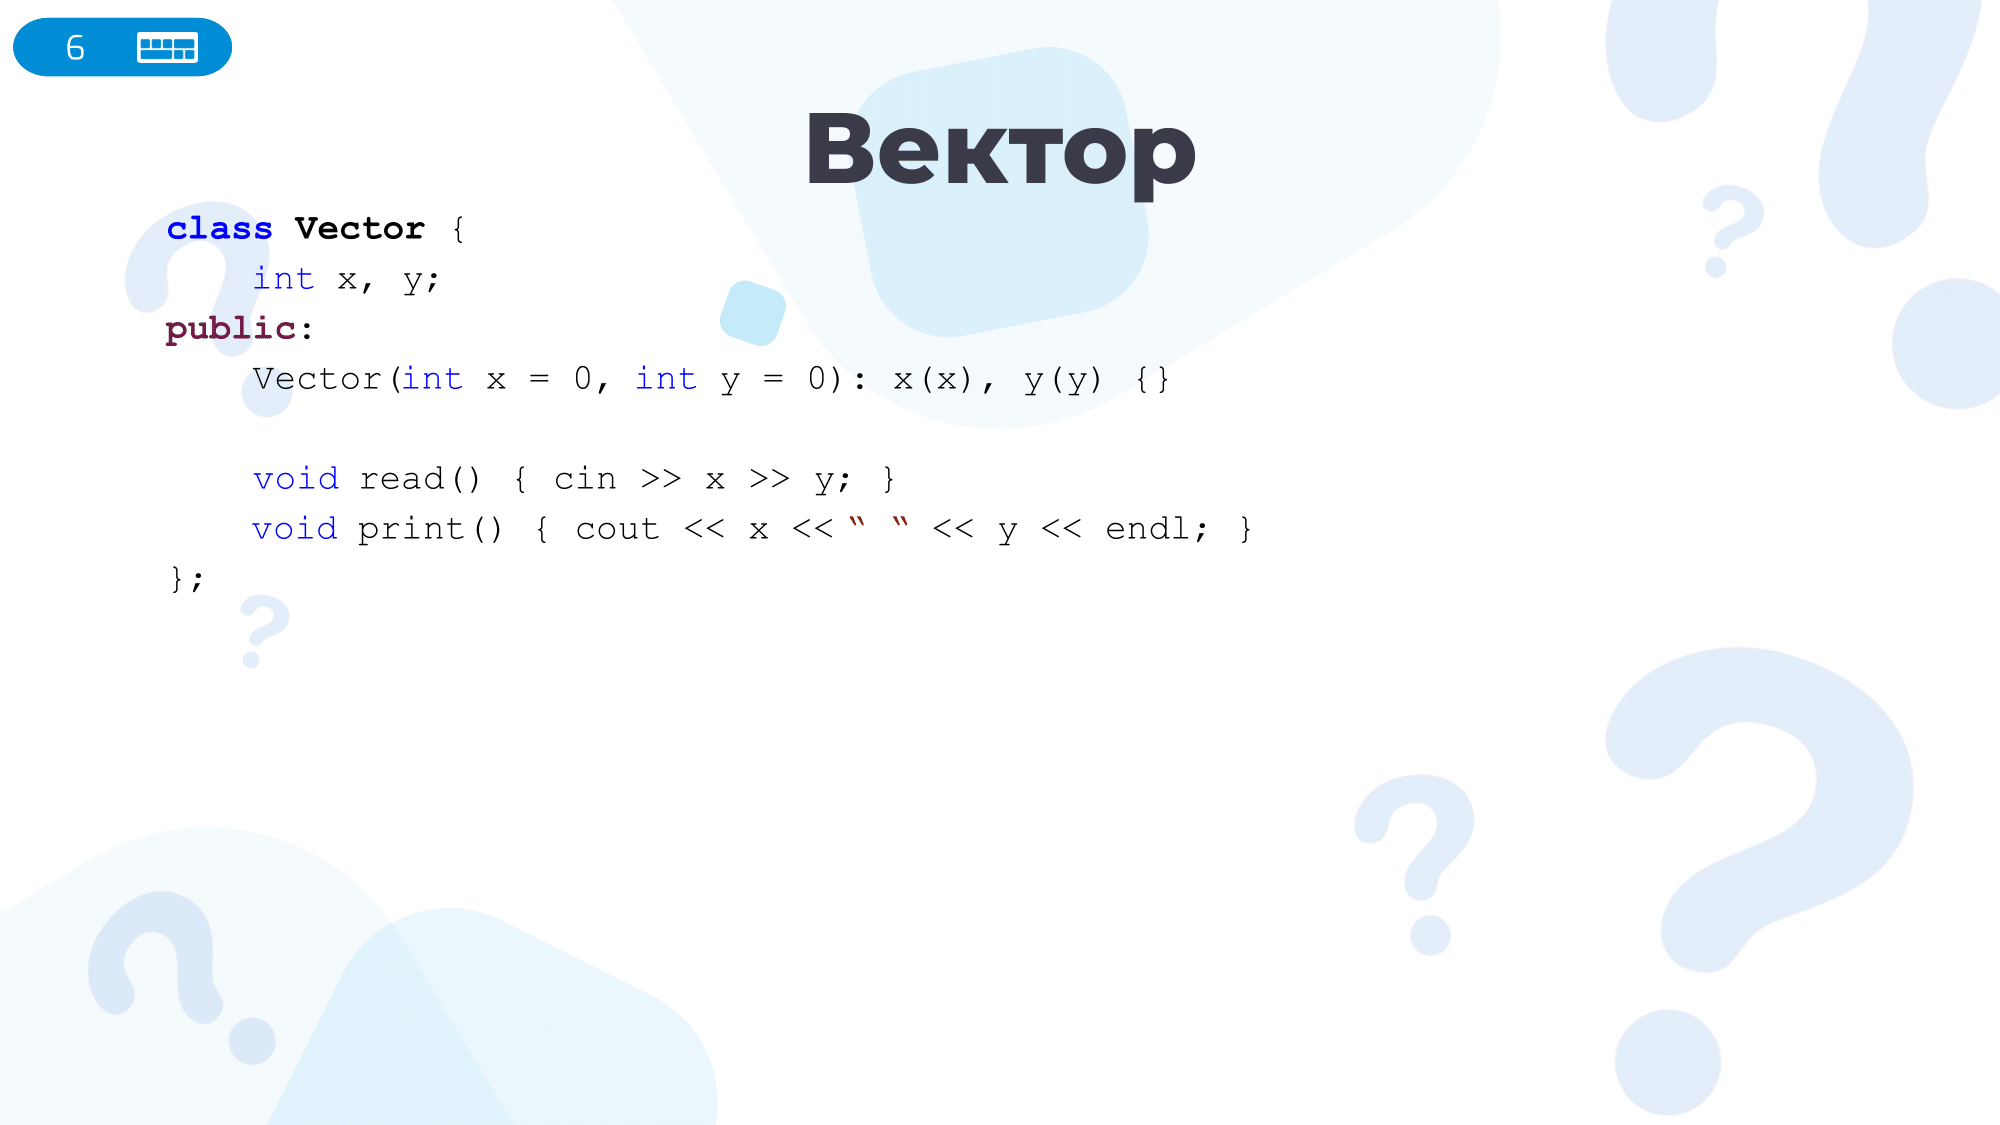 6
Вектор
class Vector {
    int x, y;
public:
    Vector(int x = 0, int y = 0): x(x), y(y) {}

    void read() { cin >> x >> y; }
    void print() { cout << x << “ “ << y << endl; }
};